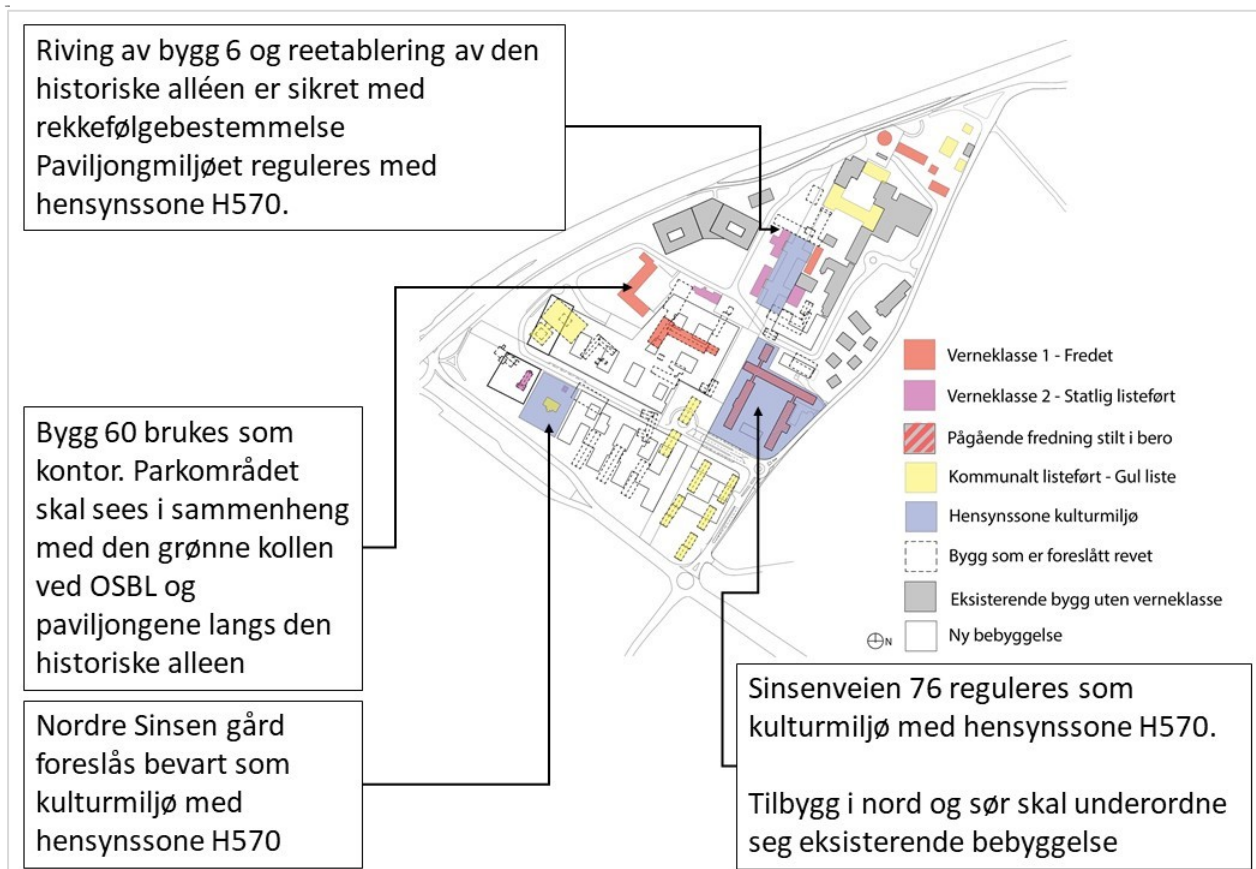 Riving av bygg 6 og reetablering av den
historiske alléen er sikret med
rekkefølgebestemmelse
Paviljongmiljøet reguleres med
hensynssone H570.
Bygg 60 brukes som
kontor. Parkområdet
skal sees i sammenheng
med den grønne kollen
ved OSBL og
paviljongene langs den
historiske alleen
Nordre Sinsen gård
foreslås bevart som
kulturmiljø med
hensynssone H570
Verneklasse 1 - Fredet
Verneklasse 2 - Statlig listeført
Pågående fredning stilt i bero
Kommunalt listeført - Gul liste
Hensynssone kulturmiljø
Bygg som er foreslått revet
Eksisterende bygg uten verneklasse
N
Ny bebyggelse
Sinsenveien 76 reguleres som
kulturmiljø med hensynssone H570.
Tilbygg i nord og sør skal underordne
seg eksisterende bebyggelse